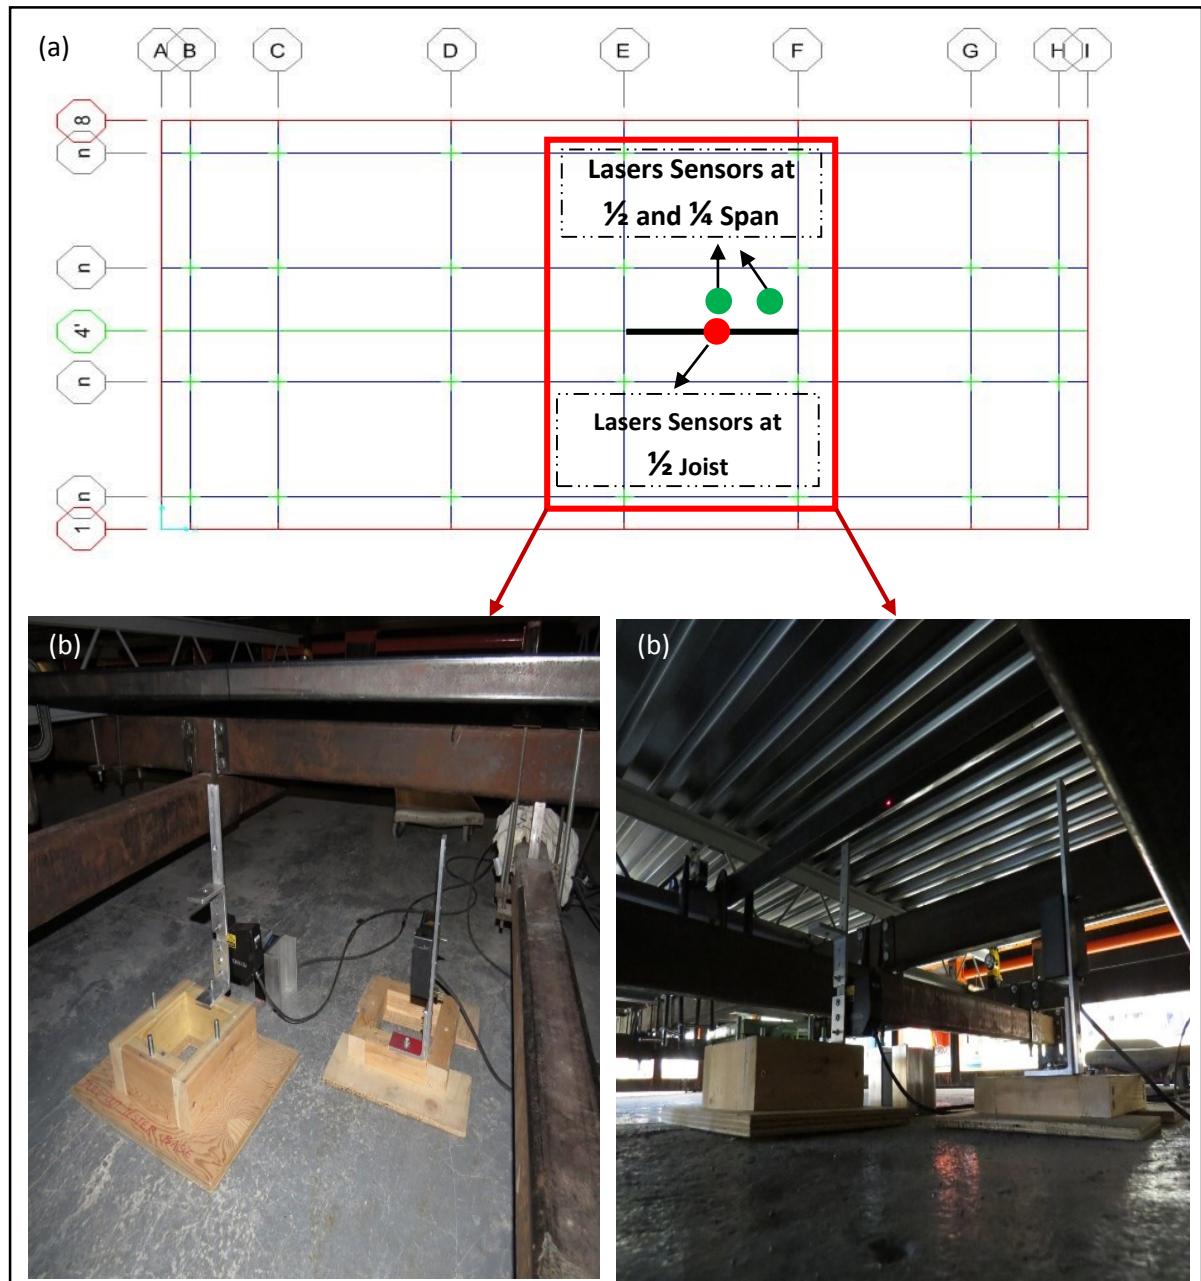 (a)
A B C D E F G H I
8
n
n
4'
n
n
1
Lasers Sensors at
½ and ¼ Span
Lasers Sensors at
½ Joist
(b)
(b)